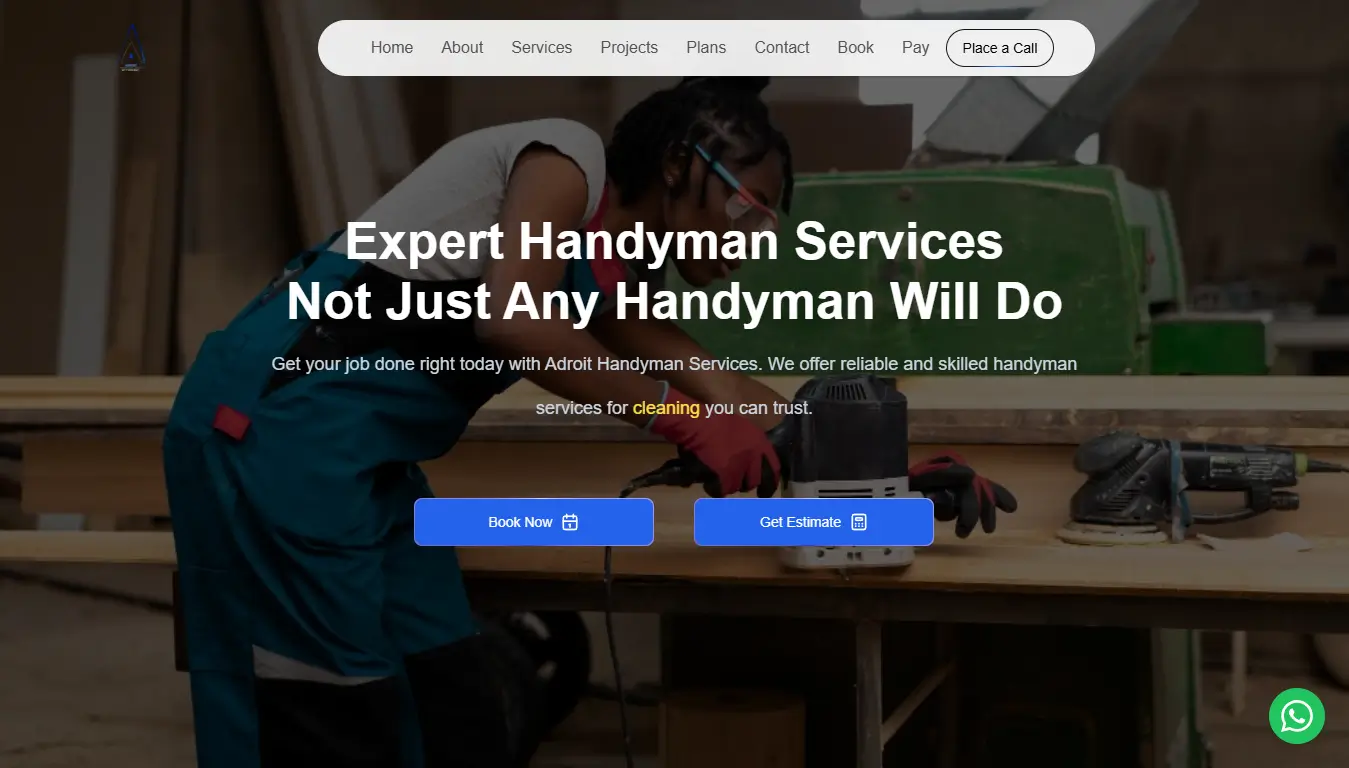 Home About Services Projects Plans Contact Book Pay Place a Call
Expert Handyman Services
Not Just Any Handyman Will Do
Get your job done right today with Adroit Handyman Services. We offer reliable and skilled handyman
services for cleaning you can trust.
Book Now Get Estimate